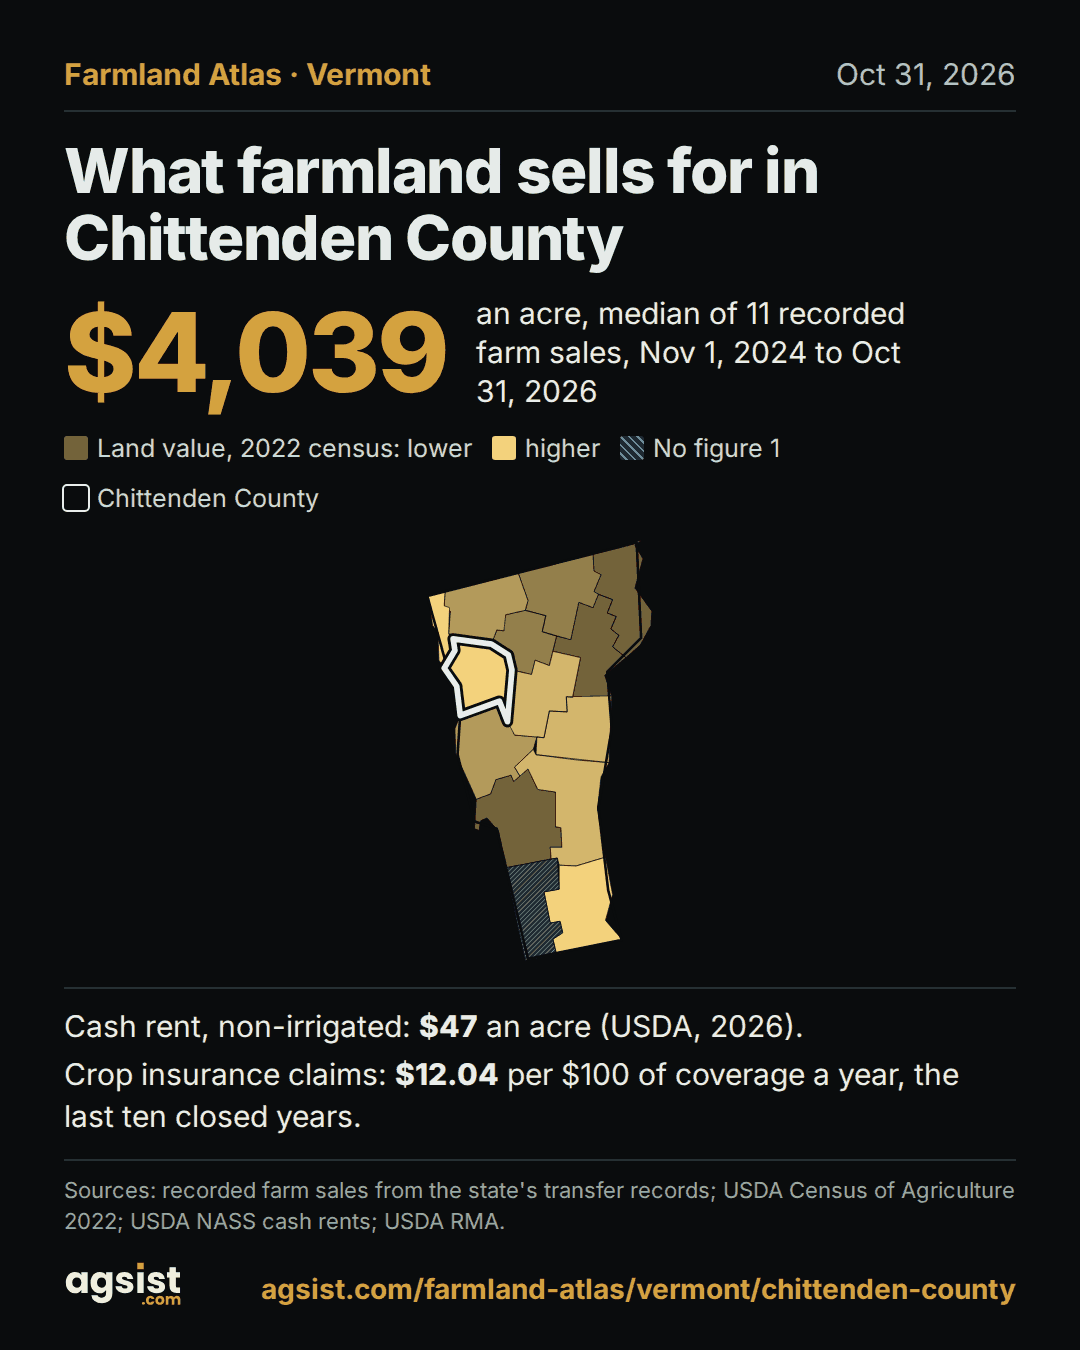 Farmland Atlas · Vermont
Oct 31, 2026
What farmland sells for in
Chittenden County
$4,039
an acre, median of 11 recorded
farm sales, Nov 1, 2024 to Oct
31, 2026
Land value, 2022 census: lower
higher
No figure 1
Chittenden County
Cash rent, non-irrigated: $47 an acre (USDA, 2026).
Crop insurance claims: $12.04 per $100 of coverage a year, the
last ten closed years.
Sources: recorded farm sales from the state's transfer records; USDA Census of Agriculture
2022; USDA NASS cash rents; USDA RMA.
agsist
.com
agsist.com/farmland-atlas/vermont/chittenden-county